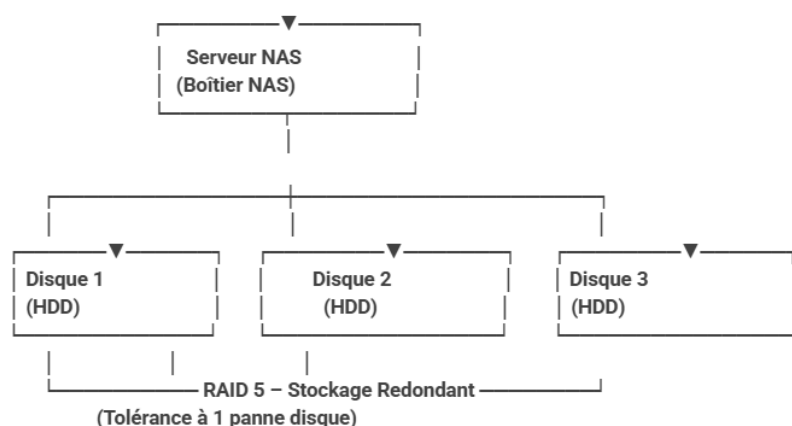 Serveur NAS
(Boîtier NAS)
Disque 1
(HDD)
Disque 2
(HDD)
Disque 3
(HDD)
RAID 5 – Stockage Redondant
(Tolérance à 1 panne disque)